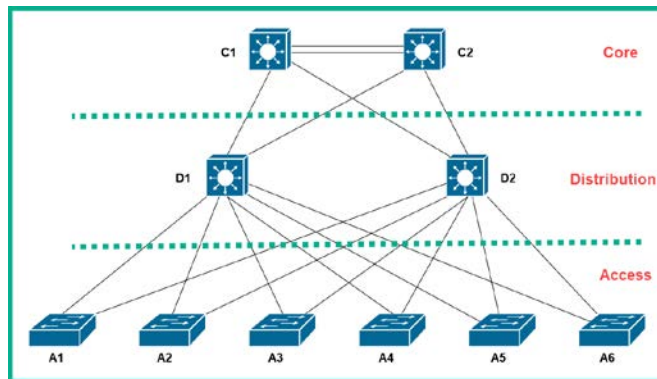 C1
C2
Core
D1
D2
Distribution
Access
A1
A2
A3
A4
A5
A6